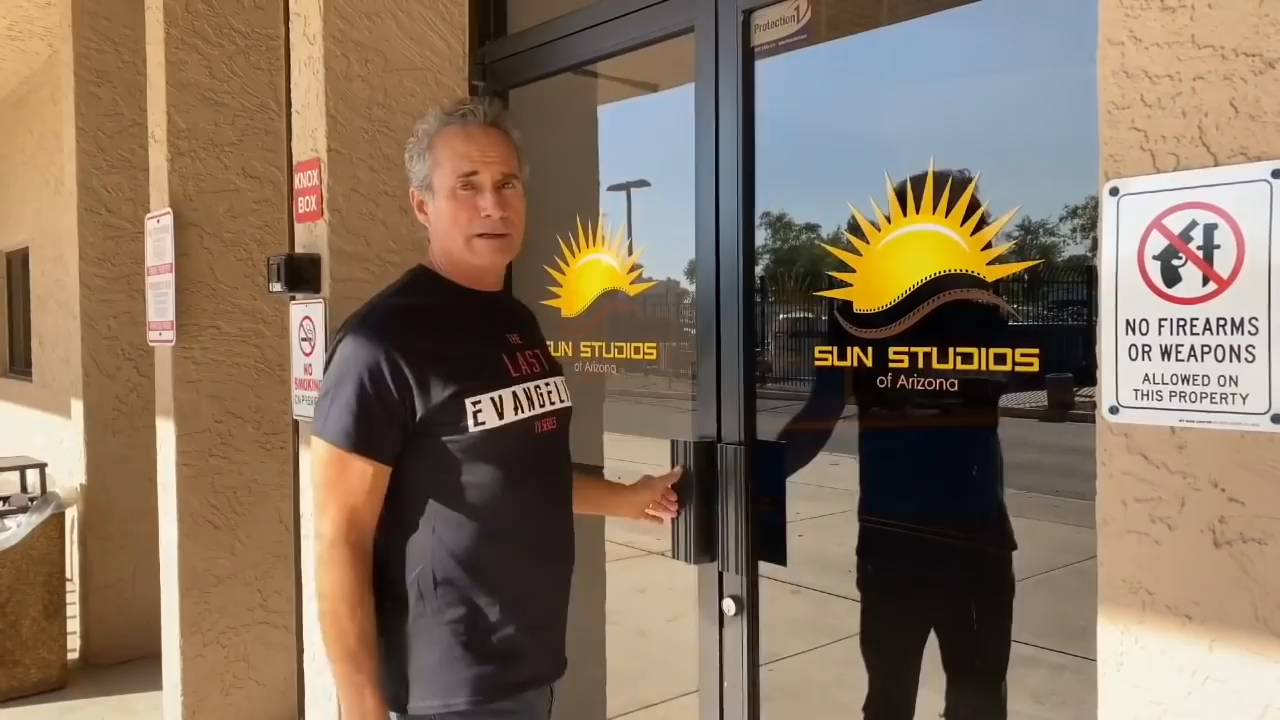 Protection 1
KNOX
BOX
NO
SMOKING
THE
LAST
EVANGELI
TV SERIES
SUN STUDIOS
of Arizona
SUN STUDIOS
of Arizona
NO FIREARMS
OR WEAPONS
ALLOWED ON
THIS PROPERTY